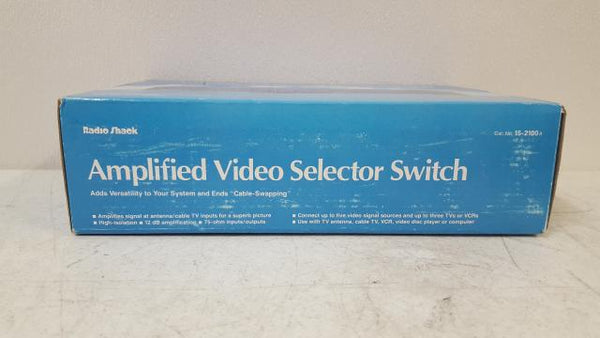 Radio Shack
Cat. No. 15-2100A
Amplified Video Selector Switch
Adds Versatility to Your System and Ends "Cable-Swapping"
■ Amplifies signal at antenna/cable TV inputs for a superb picture
■ High-isolation ■ 12 dB amplification ■ 75-ohm inputs/outputs
■ Connect up to five video signal sources and up to three TVs or VCRs
■ Use with TV antenna, cable TV, VCR, video disc player or computer